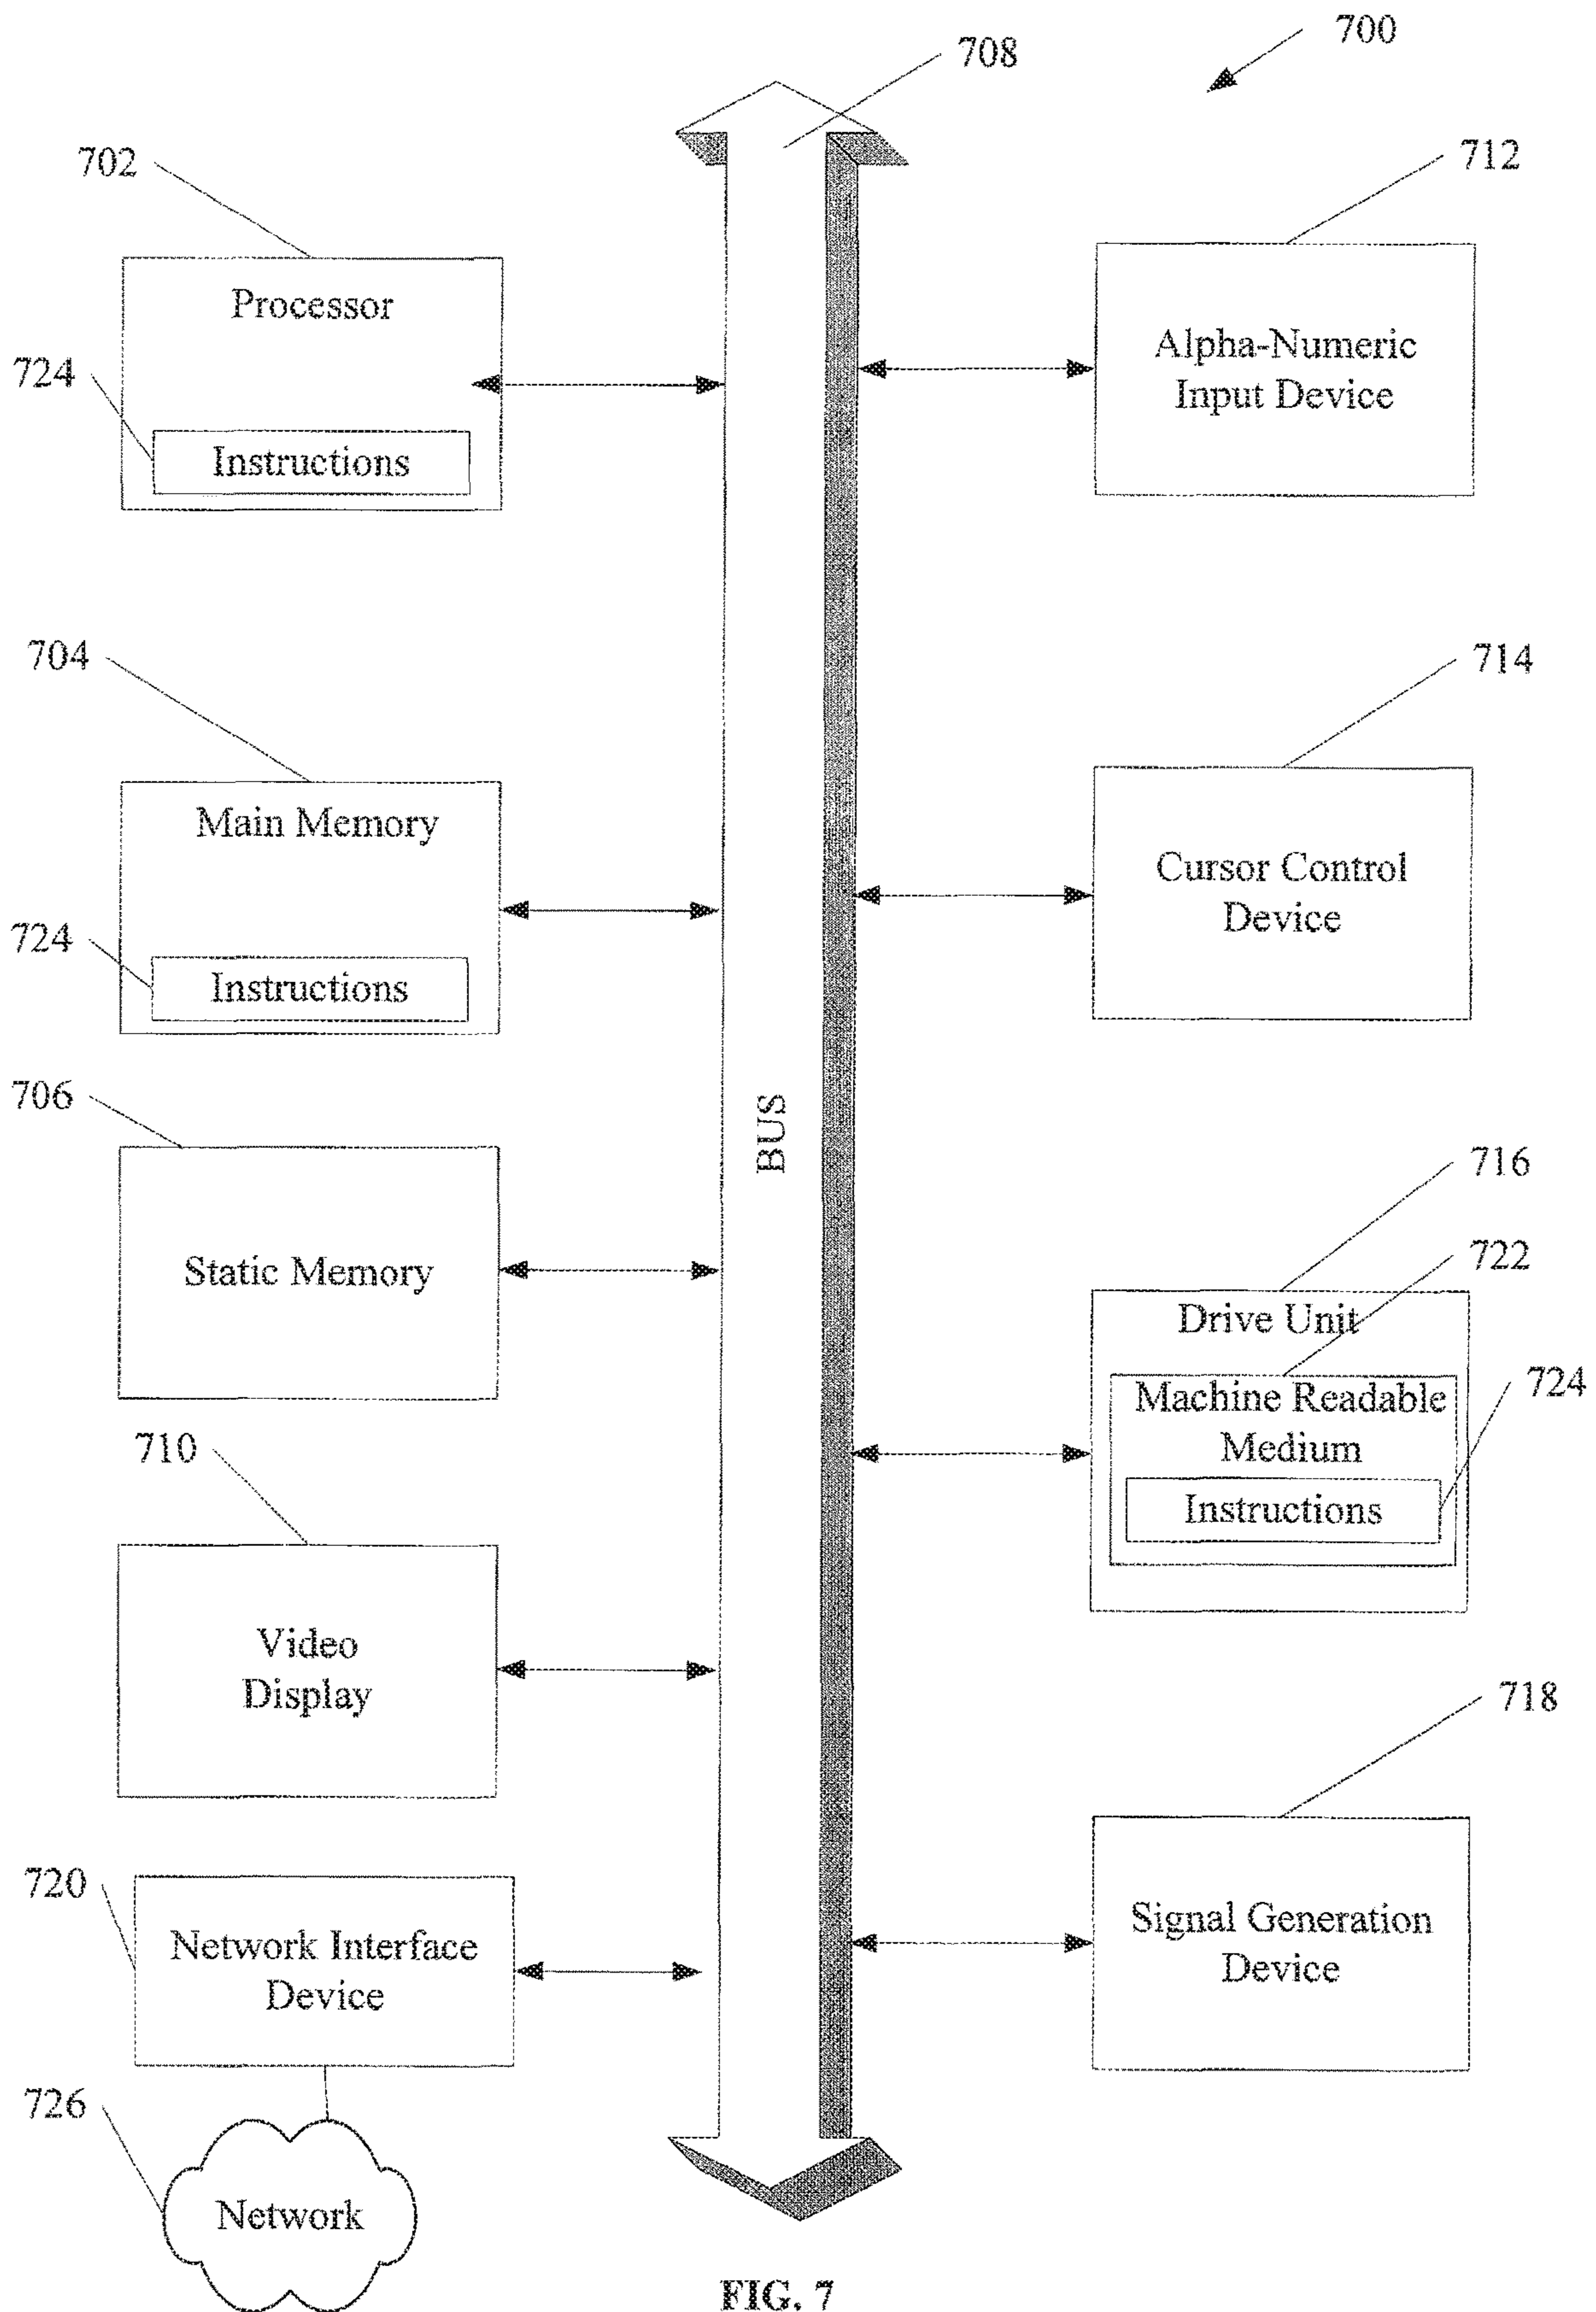 700
708
702
712
Processor
724
Instructions
Alpha-Numeric
Input Device
704
714
Main Memory
724
Instructions
Cursor Control
Device
706
BUS
716
Static Memory
722
Drive Unit
724
Machine Readable
Medium
Instructions
710
Video
Display
718
720
Network Interface
Device
Signal Generation
Device
726
Network
FIG. 7